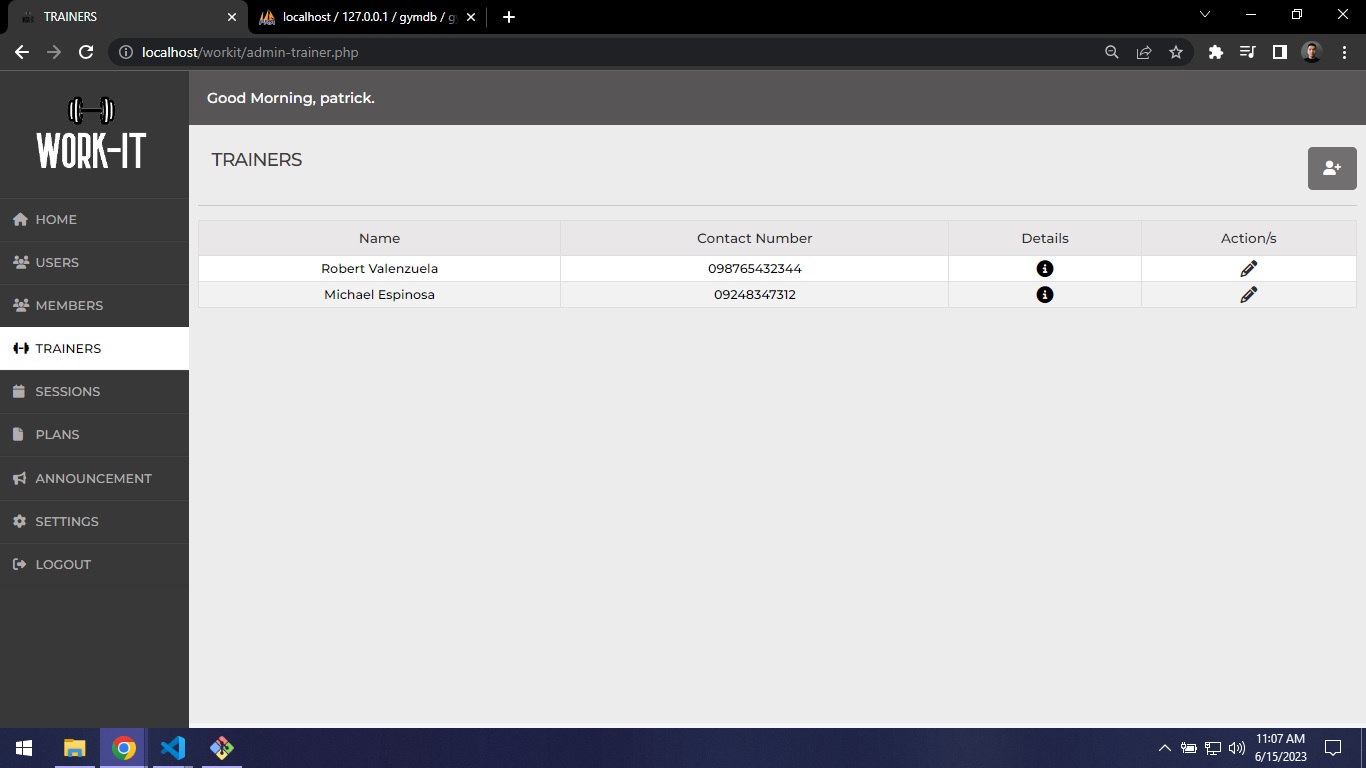 TRAINERS
localhost / 127.0.0.1 / gymdb /
localhost/workit/admin-trainer.php
WORK-IT
Good Morning, patrick.
TRAINERS
HOME
USERS
MEMBERS
TRAINERS
SESSIONS
PLANS
ANNOUNCEMENT
SETTINGS
LOGOUT
Name Contact Number Details Action/s
Robert Valenzuela 098765432344
Michael Espinosa 09248347312
11:07 AM
6/15/2023